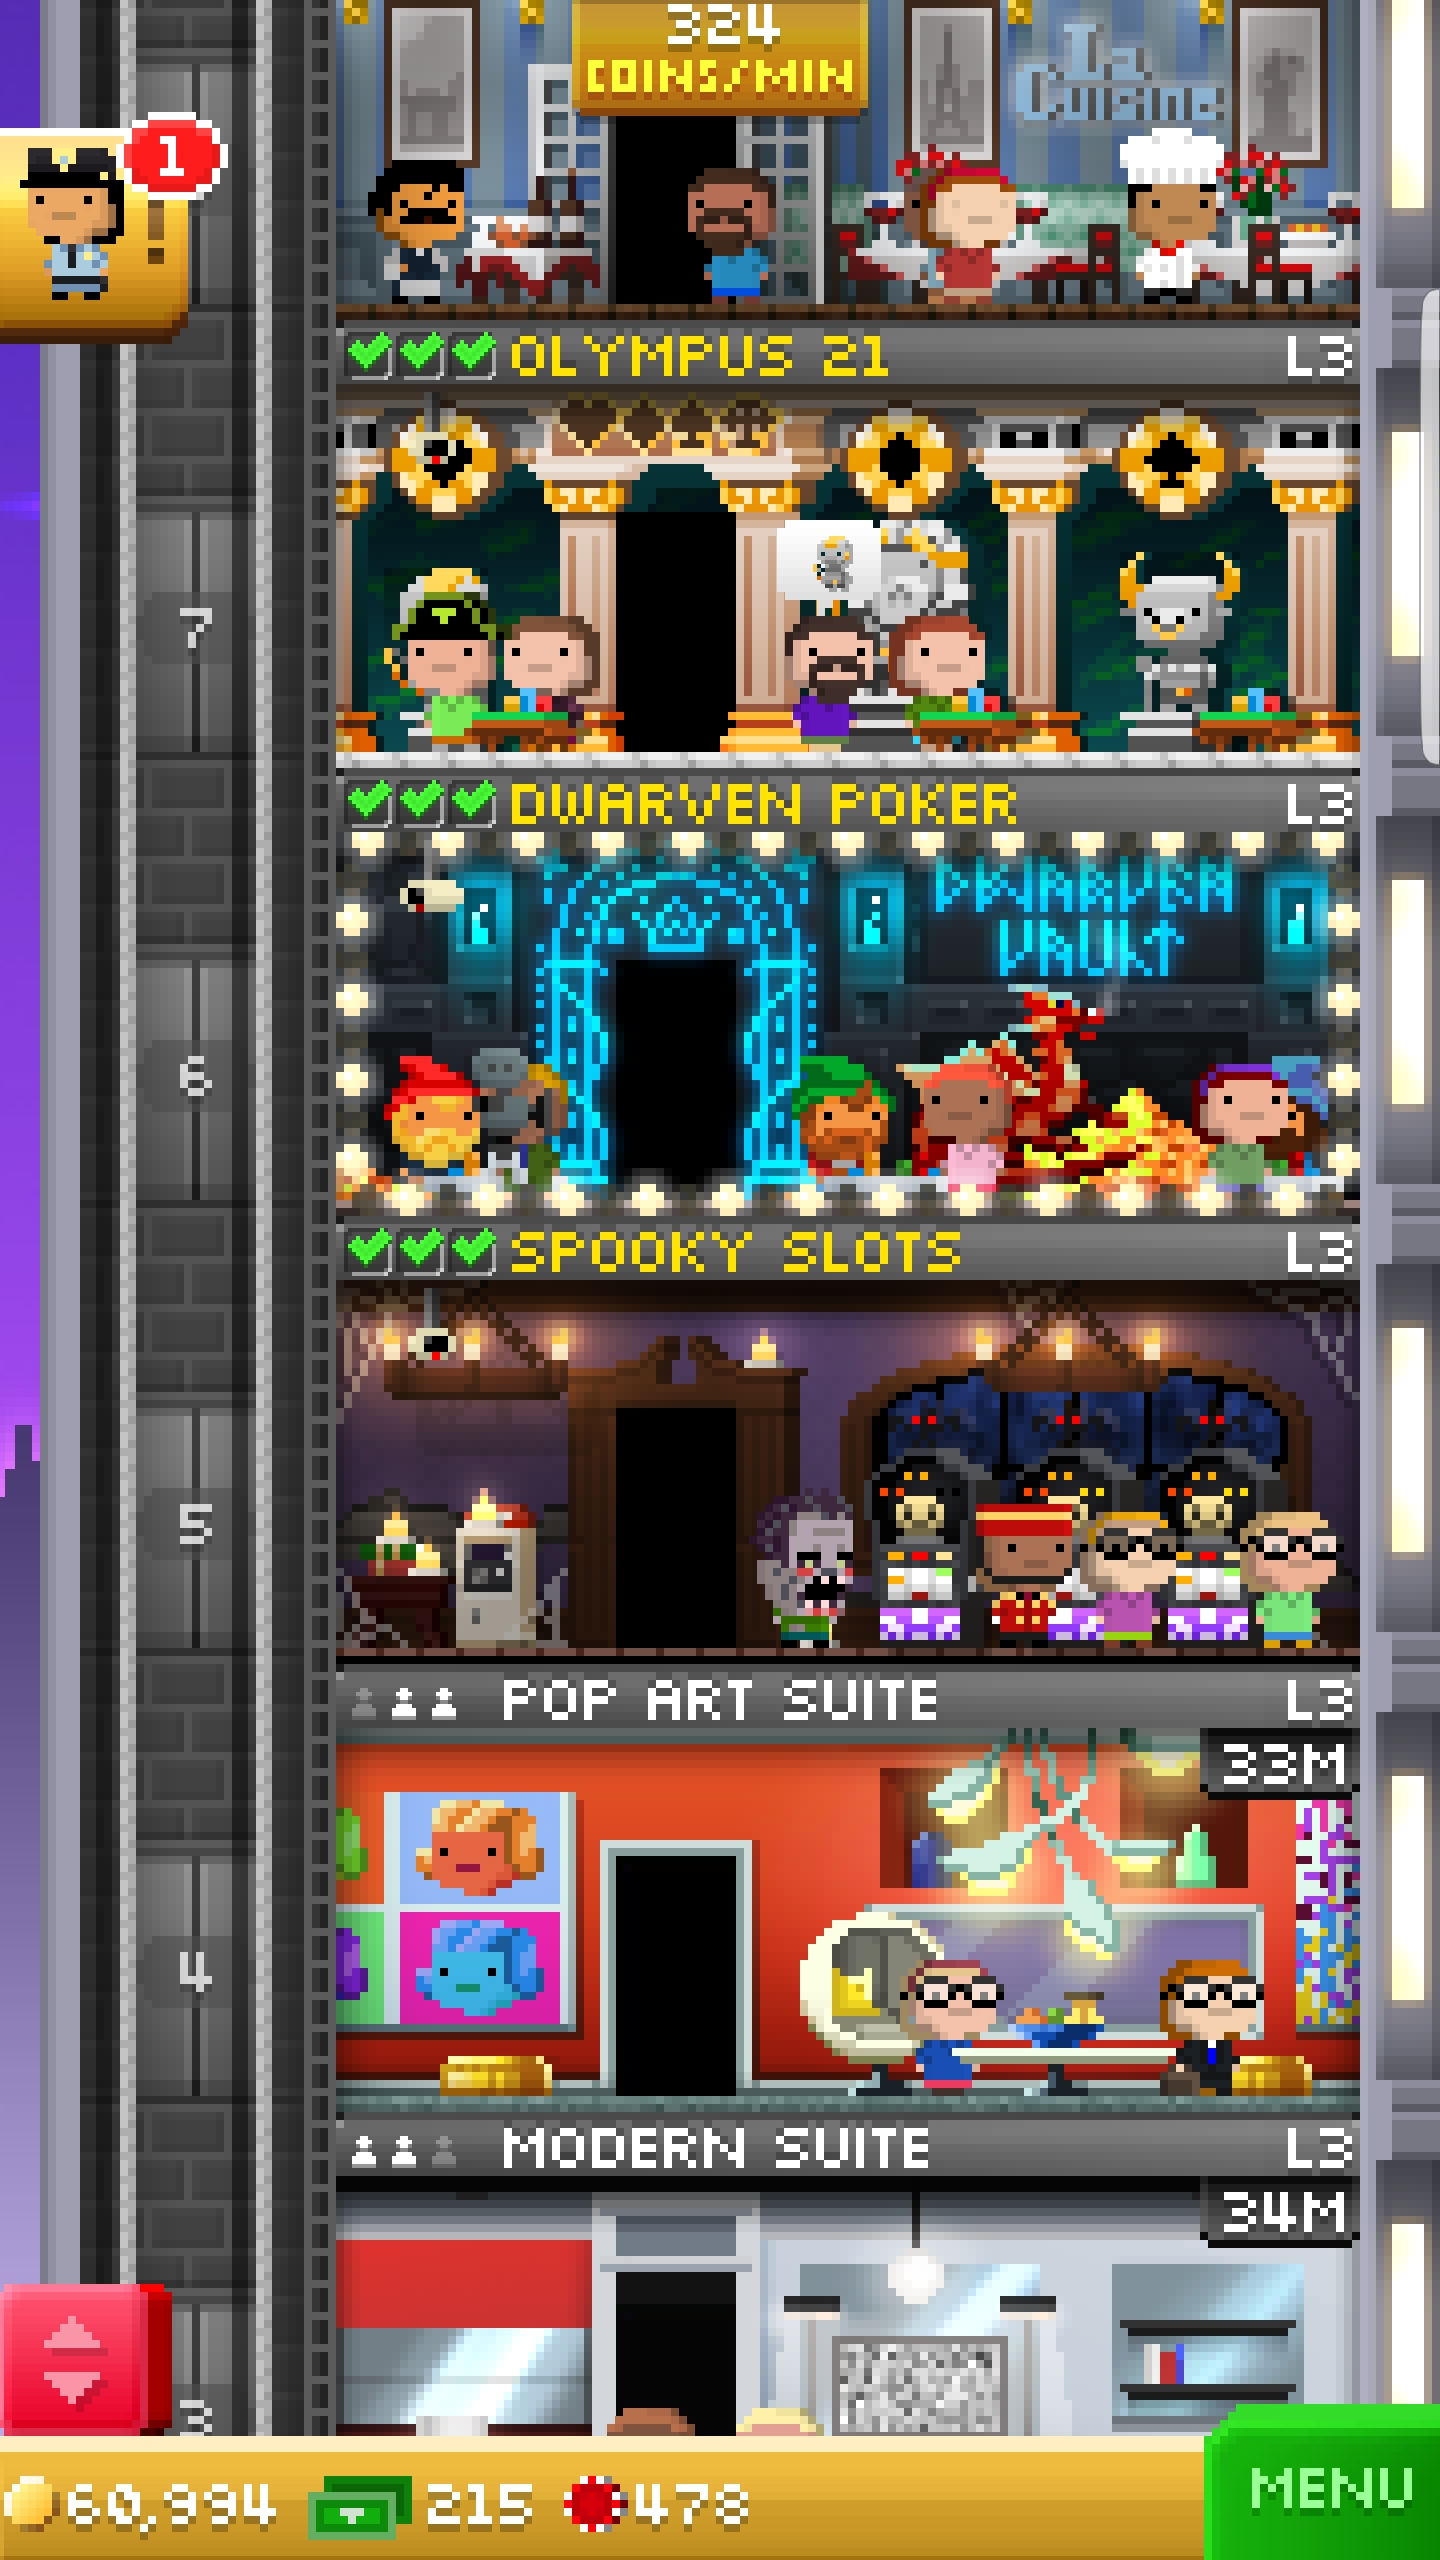 324
COINS/MIN
La
Cuisine
1
!
OLYMPUS 21 L3
7
DWARVEN POKER L3
DWARVEN
VAULT
6
SPOOKY SLOTS L3
5
POP ART SUITE L3
33M
4
MODERN SUITE L3
34M
3
60,994 215 478
MENU